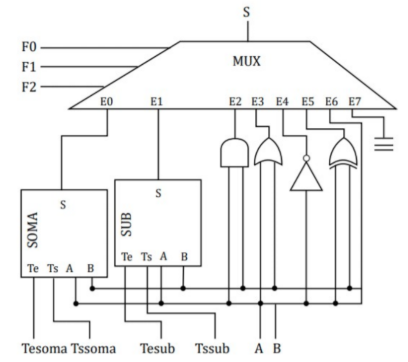 S
F0
F1
F2
MUX
E0 E1 E2 E3 E4 E5 E6 E7
S
SOMA
Te Ts A B
S
SUB
Te Ts A B
Tesoma Tssoma Tesub Tssub A B